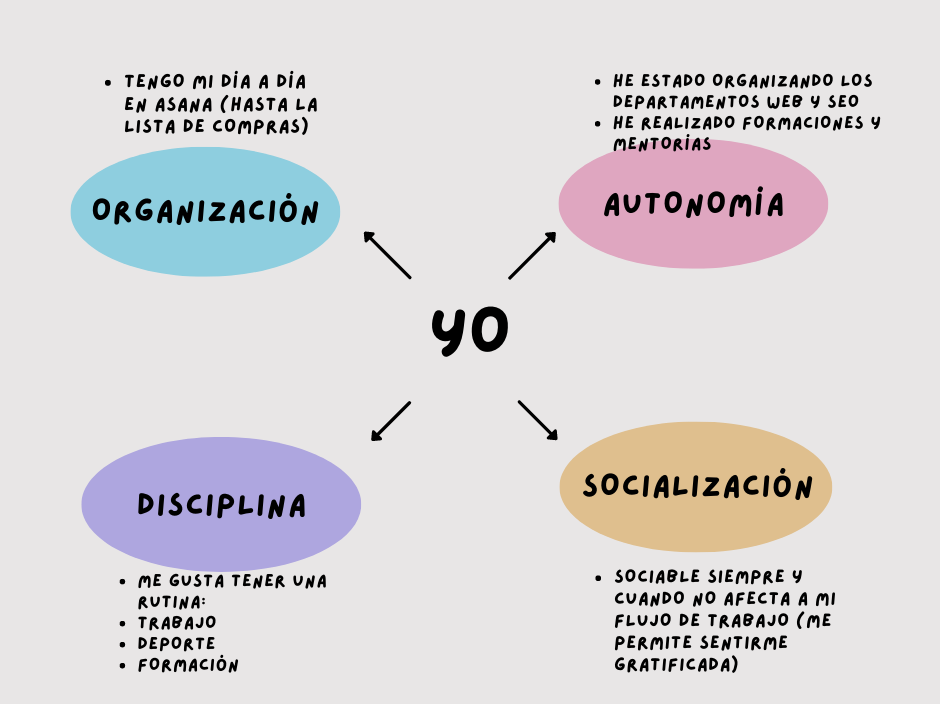 • TENGO MI DÍA A DÍA
EN ASANA (HASTA LA
LISTA DE COMPRAS)
ORGANIZACIÓN
• HE ESTADO ORGANIZANDO LOS
DEPARTAMENTOS WEB Y SEO
• HE REALIZADO FORMACIONES Y
MENTORÍAS
AUTONOMÍA
YO
DISCIPLINA
• ME GUSTA TENER UNA
RUTINA:
• TRABAJO
• DEPORTE
• FORMACIÓN
SOCIALIZACIÓN
• SOCIABLE SIEMPRE Y
CUANDO NO AFECTA A MI
FLUJO DE TRABAJO (ME
PERMITE SENTIRME
GRATIFICADA)